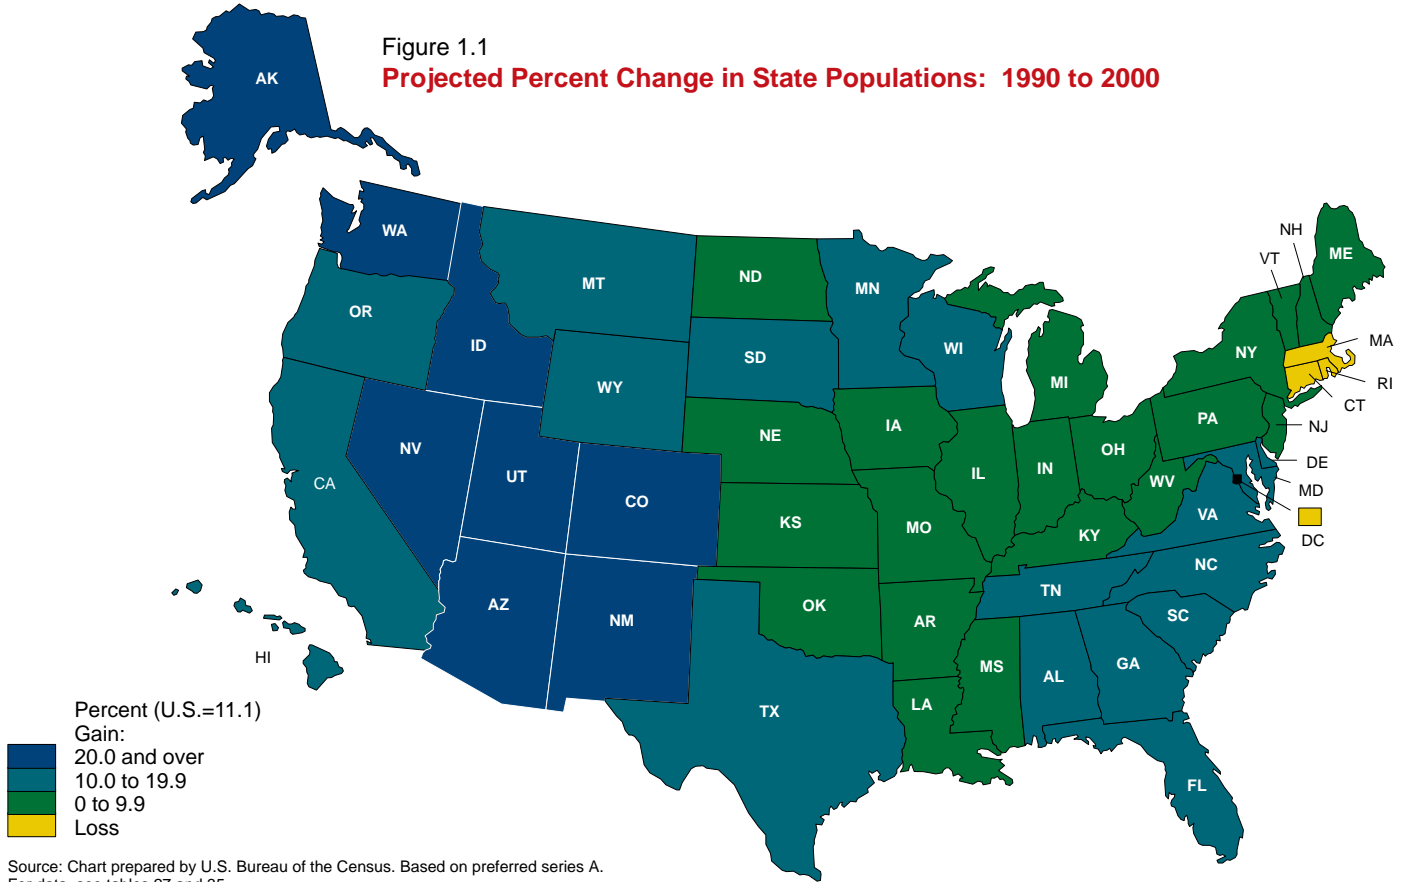 Figure 1.1
Projected Percent Change in State Populations: 1990 to 2000
AK
WA
MT
ND
MN
NH
VT
ME
OR
ID
SD
WI
NY
MA
WY
MI
RI
CT
NE
IA
PA
NJ
NV
UT
CO
IL
IN
OH
WV
DE
MD
CA
KS
MO
KY
VA
DC
AZ
NM
OK
AR
TN
NC
SC
HI
MS
AL
GA
TX
LA
FL
Percent (U.S.=11.1)
Gain:
20.0 and over
10.0 to 19.9
0 to 9.9
Loss
Source: Chart prepared by U.S. Bureau of the Census. Based on preferred series A.